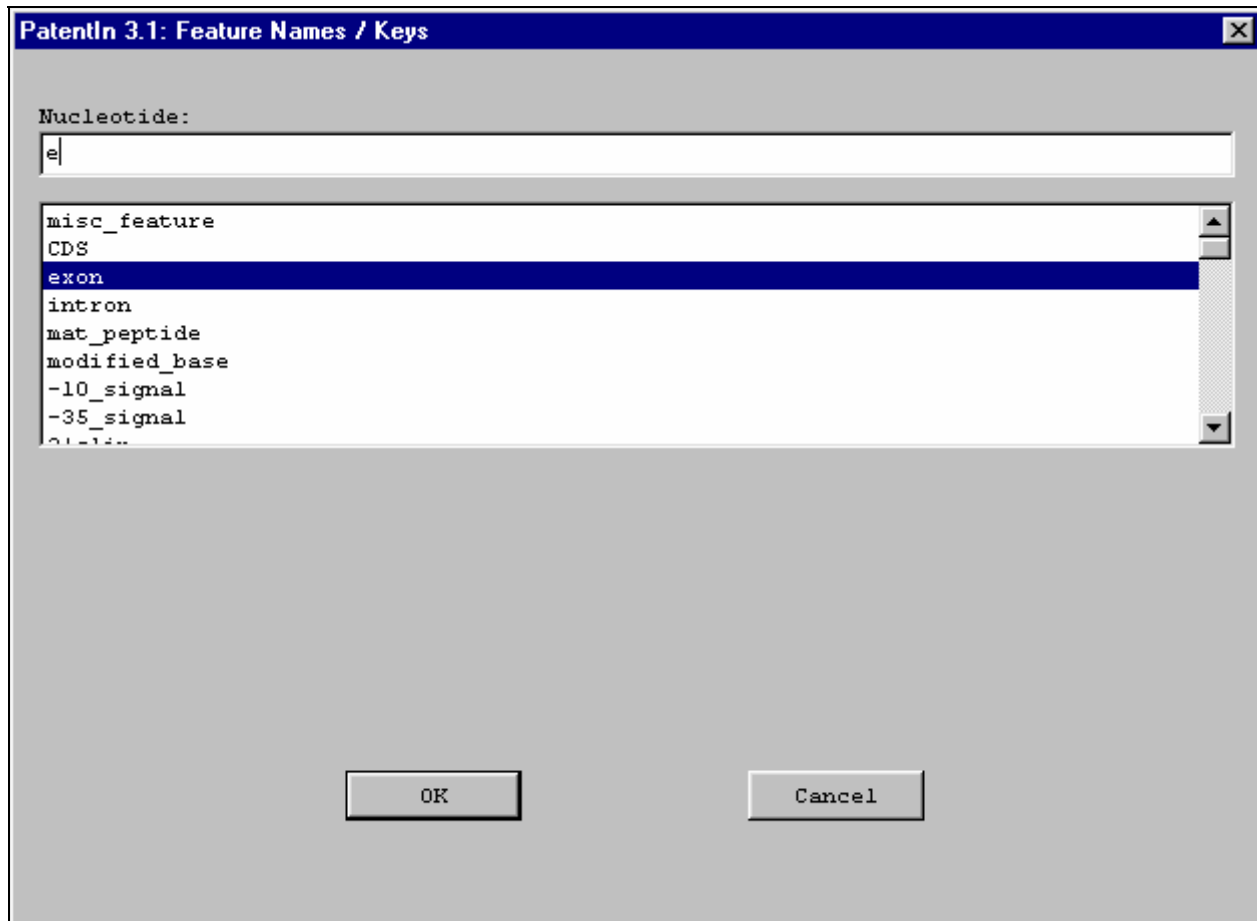 PatentIn 3.1: Feature Names / Keys
Nucleotide:
e
misc_feature
CDS
exon
intron
mat_peptide
modified_base
-10_signal
-35_signal
OK
Cancel